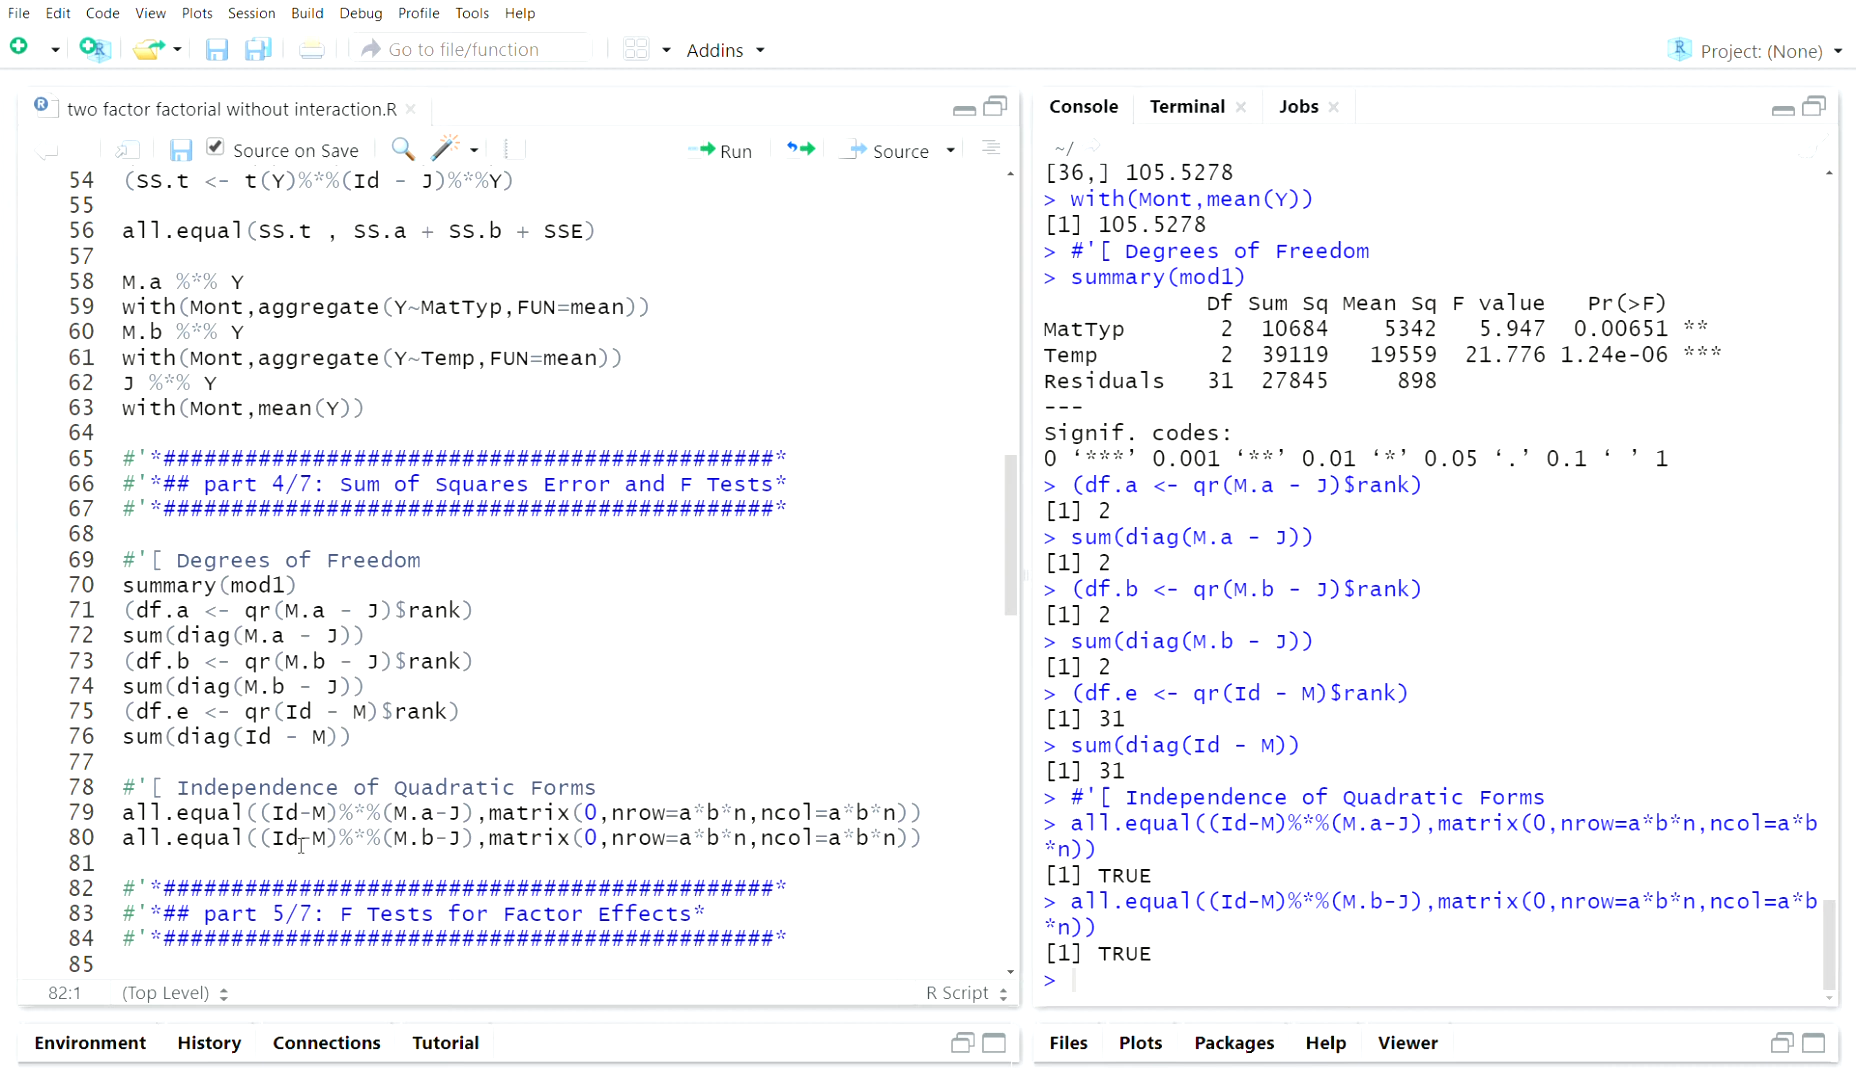 File Edit Code View Plots Session Build Debug Profile Tools Help
Go to file/function Addins Project: (None)
two factor factorial without interaction.R
Source on Save Run Source
54 (SS.t <- t(Y)%*%(Id - J)%*%Y)
55
56 all.equal(SS.t , SS.a + SS.b + SSE)
57
58 M.a %*% Y
59 with(Mont,aggregate(Y~MatTyp,FUN=mean))
60 M.b %*% Y
61 with(Mont,aggregate(Y~Temp,FUN=mean))
62 J %*% Y
63 with(Mont,mean(Y))
64
65 #'*#############################################*
66 #'*## part 4/7: Sum of Squares Error and F Tests*
67 #'*#############################################*
68
69 #'[ Degrees of Freedom
70 summary(mod1)
71 (df.a <- qr(M.a - J)$rank)
72 sum(diag(M.a - J))
73 (df.b <- qr(M.b - J)$rank)
74 sum(diag(M.b - J))
75 (df.e <- qr(Id - M)$rank)
76 sum(diag(Id - M))
77
78 #'[ Independence of Quadratic Forms
79 all.equal((Id-M)%*%(M.a-J),matrix(0,nrow=a*b*n,ncol=a*b*n))
80 all.equal((Id-M)%*%(M.b-J),matrix(0,nrow=a*b*n,ncol=a*b*n))
81
82 #'*#############################################*
83 #'*## part 5/7: F Tests for Factor Effects*
84 #'*#############################################*
85
82:1 (Top Level) R Script
Environment History Connections Tutorial
Console Terminal Jobs
~/
[36,] 105.5278
> with(Mont,mean(Y))
[1] 105.5278
> #'[ Degrees of Freedom
> summary(mod1)
Df Sum Sq Mean Sq F value Pr(>F)
MatTyp 2 10684 5342 5.947 0.00651 **
Temp 2 39119 19559 21.776 1.24e-06 ***
Residuals 31 27845 898
---
Signif. codes:
0 ‘***’ 0.001 ‘**’ 0.01 ‘*’ 0.05 ‘.’ 0.1 ‘ ’ 1
> (df.a <- qr(M.a - J)$rank)
[1] 2
> sum(diag(M.a - J))
[1] 2
> (df.b <- qr(M.b - J)$rank)
[1] 2
> sum(diag(M.b - J))
[1] 2
> (df.e <- qr(Id - M)$rank)
[1] 31
> sum(diag(Id - M))
[1] 31
> #'[ Independence of Quadratic Forms
> all.equal((Id-M)%*%(M.a-J),matrix(0,nrow=a*b*n,ncol=a*b
*n))
[1] TRUE
> all.equal((Id-M)%*%(M.b-J),matrix(0,nrow=a*b*n,ncol=a*b
*n))
[1] TRUE
>
Files Plots Packages Help Viewer